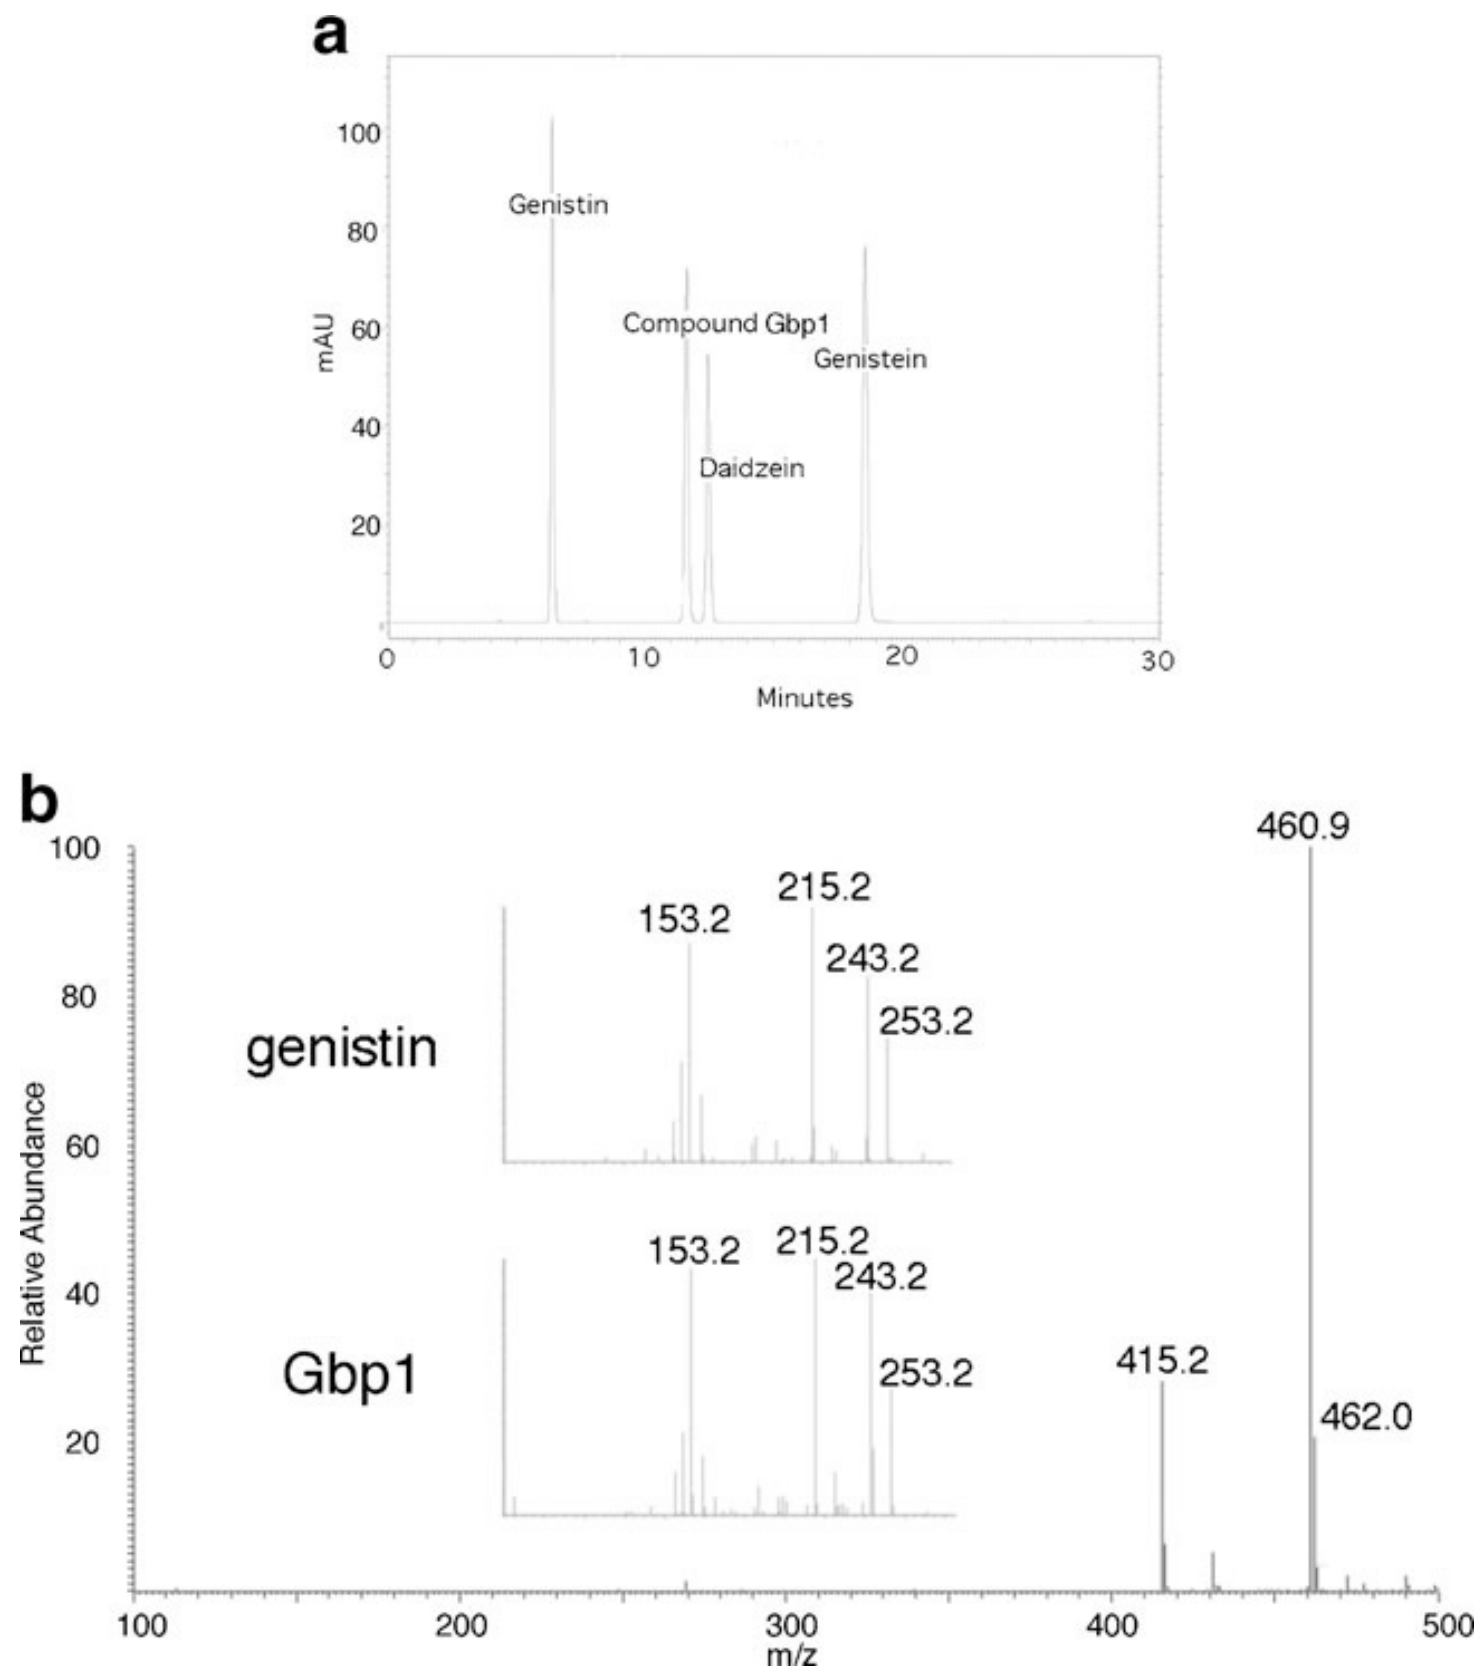 a
100
80
60
40
20
mAU
Genistin
Compound Gbp1
Genistein
Daidzein
0 10 20 30
Minutes
b
100
80
60
40
20
Relative Abundance
460.9
415.2
462.0
genistin
153.2
215.2
243.2
253.2
Gbp1
153.2
215.2
243.2
253.2
100 200 300 400 500
m/z